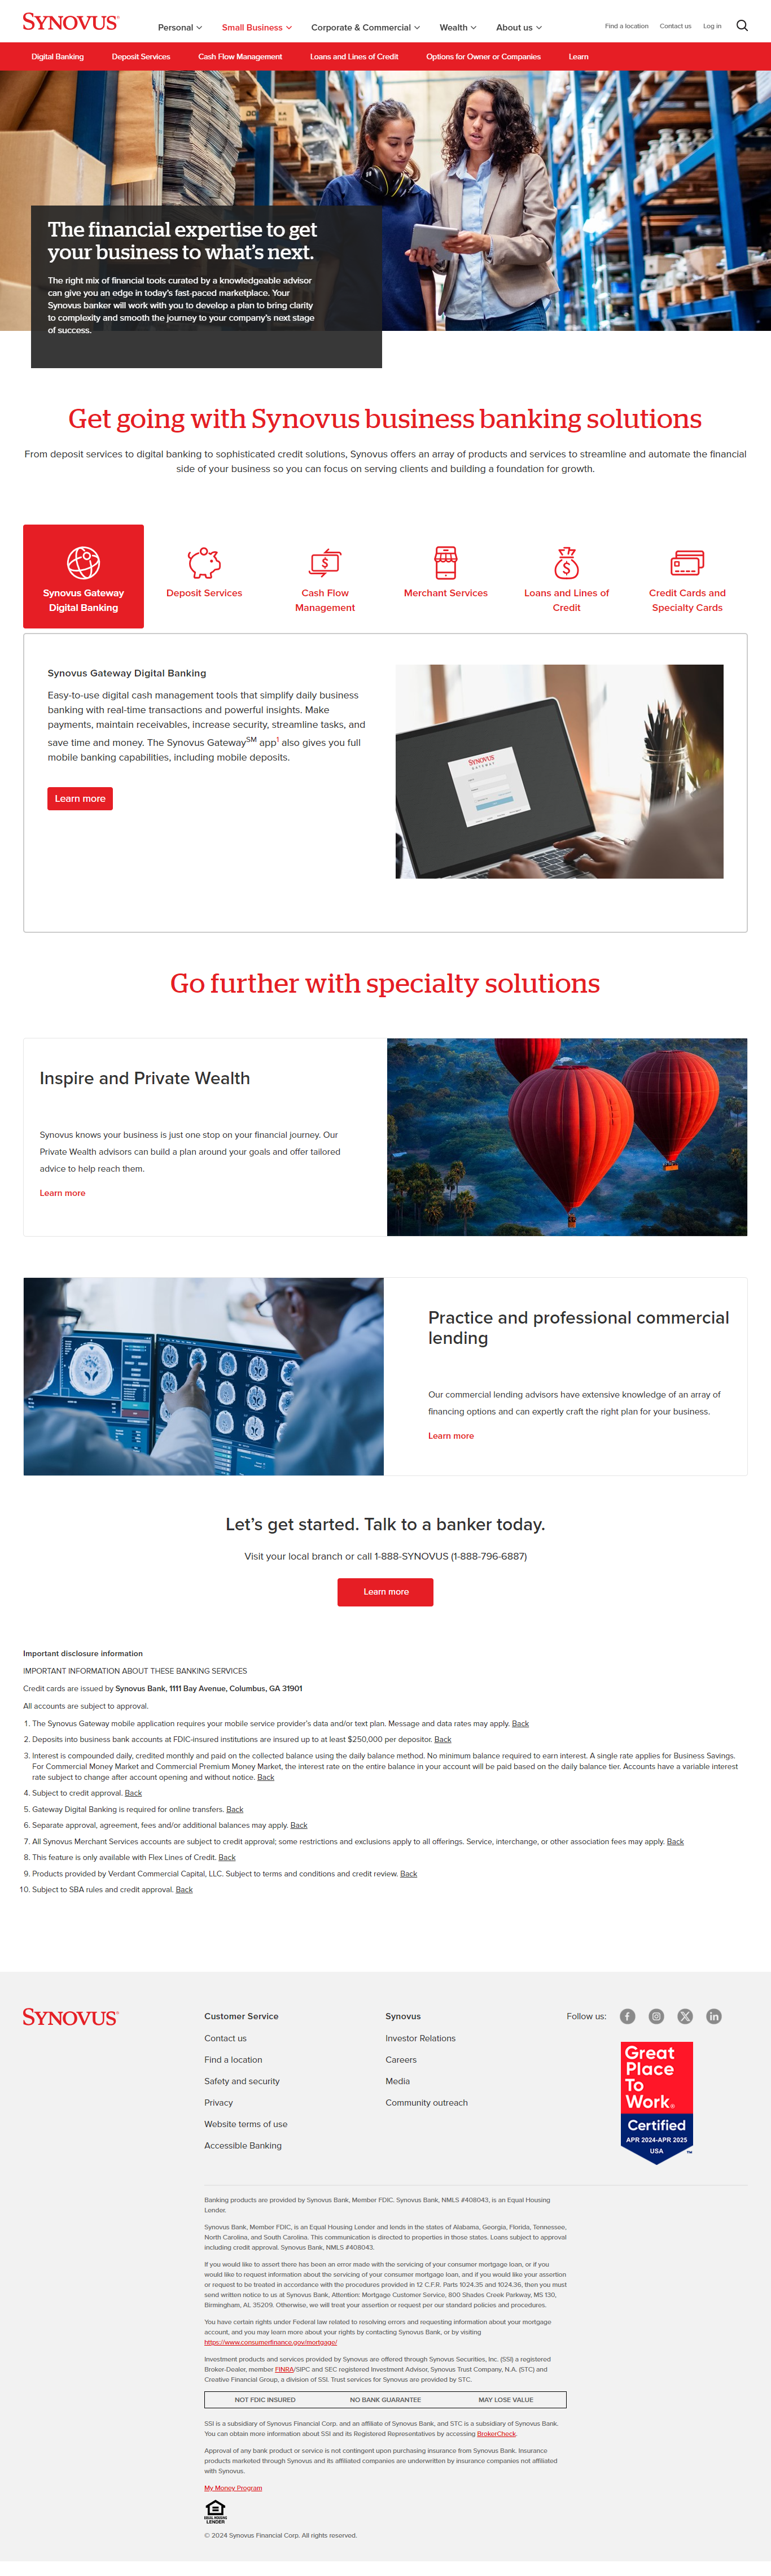 SYNOVUS®
Personal
Small Business
Corporate & Commercial
Wealth
About us
Find a location
Contact us
Log in
Digital Banking
Deposit Services
Cash Flow Management
Loans and Lines of Credit
Options for Owner or Companies
Learn
The financial expertise to get
your business to what's next.
The right mix of financial tools curated by a knowledgeable advisor
can give you an edge in today's fast-paced marketplace. Your
Synovus banker will work with you to develop a plan to bring clarity
to complexity and smooth the journey to your company's next stage
of success.
Get going with Synovus business banking solutions
From deposit services to digital banking to sophisticated credit solutions, Synovus offers an array of products and services to streamline and automate the financial
side of your business so you can focus on serving clients and building a foundation for growth.
Synovus Gateway
Digital Banking
Deposit Services
Cash Flow
Management
Merchant Services
Loans and Lines of
Credit
Credit Cards and
Specialty Cards
Synovus Gateway Digital Banking
Easy-to-use digital cash management tools that simplify daily business
banking with real-time transactions and powerful insights. Make
payments, maintain receivables, increase security, streamline tasks, and
save time and money. The Synovus Gateway℠ app¹ also gives you full
mobile banking capabilities, including mobile deposits.
Learn more
SYNOVUS
GATEWAY
Go further with specialty solutions
Inspire and Private Wealth
Synovus knows your business is just one stop on your financial journey. Our
Private Wealth advisors can build a plan around your goals and offer tailored
advice to help reach them.
Learn more
Practice and professional commercial
lending
Our commercial lending advisors have extensive knowledge of an array of
financing options and can expertly craft the right plan for your business.
Learn more
Let's get started. Talk to a banker today.
Visit your local branch or call 1-888-SYNOVUS (1-888-796-6887)
Learn more
Important disclosure information
IMPORTANT INFORMATION ABOUT THESE BANKING SERVICES
Credit cards are issued by Synovus Bank, 1111 Bay Avenue, Columbus, GA 31901
All accounts are subject to approval.
1. The Synovus Gateway mobile application requires your mobile service provider's data and/or text plan. Message and data rates may apply. Back
2. Deposits into business bank accounts at FDIC-insured institutions are insured up to at least $250,000 per depositor. Back
3. Interest is compounded daily, credited monthly and paid on the collected balance using the daily balance method. No minimum balance required to earn interest. A single rate applies for Business Savings.
For Commercial Money Market and Commercial Premium Money Market, the interest rate on the entire balance in your account will be paid based on the daily balance tier. Accounts have a variable interest
rate subject to change after account opening and without notice. Back
4. Subject to credit approval. Back
5. Gateway Digital Banking is required for online transfers. Back
6. Separate approval, agreement, fees and/or additional balances may apply. Back
7. All Synovus Merchant Services accounts are subject to credit approval; some restrictions and exclusions apply to all offerings. Service, interchange, or other association fees may apply. Back
8. This feature is only available with Flex Lines of Credit. Back
9. Products provided by Verdant Commercial Capital, LLC. Subject to terms and conditions and credit review. Back
10. Subject to SBA rules and credit approval. Back
SYNOVUS®
Customer Service
Contact us
Find a location
Safety and security
Privacy
Website terms of use
Accessible Banking
Synovus
Investor Relations
Careers
Media
Community outreach
Follow us:
Great
Place
To
Work®
Certified
APR 2024-APR 2025
USA
™
Banking products are provided by Synovus Bank, Member FDIC. Synovus Bank, NMLS #408043, is an Equal Housing
Lender.
Synovus Bank, Member FDIC, is an Equal Housing Lender and lends in the states of Alabama, Georgia, Florida, Tennessee,
North Carolina, and South Carolina. This communication is directed to properties in those states. Loans subject to approval
including credit approval. Synovus Bank, NMLS #408043.
If you would like to assert that there has been an error made with the servicing of your consumer mortgage loan, or if you
would like to request information about the servicing of your consumer mortgage loan, and if you would like your assertion
or request to be treated in accordance with the procedures provided in 12 C.F.R. Parts 1024.35 and 1024.36, then you must
send written notice to us at Synovus Bank, Attention: Mortgage Customer Service, 800 Shades Creek Parkway, MS 130,
Birmingham, AL 35209. Otherwise, we will treat your assertion or request per our standard policies and procedures.
You have certain rights under Federal law related to resolving errors and requesting information about your mortgage
account, and you may learn more about your rights by contacting Synovus Bank, or by visiting
https://www.consumerfinance.gov/mortgage/
Investment products and services provided by Synovus are offered through Synovus Securities, Inc. (SSI) a registered
Broker-Dealer, member FINRA/SIPC and SEC registered Investment Advisor, Synovus Trust Company, N.A. (STC) and
Creative Financial Group, a division of SSI. Trust services for Synovus are provided by STC.
NOT FDIC INSURED
NO BANK GUARANTEE
MAY LOSE VALUE
SSI is a subsidiary of Synovus Financial Corp. and an affiliate of Synovus Bank, and STC is a subsidiary of Synovus Bank.
You can obtain more information about SSI and its Registered Representatives by accessing BrokerCheck.
Approval of any bank product or service is not contingent upon purchasing insurance from Synovus Bank. Insurance
products marketed through Synovus and its affiliated companies are underwritten by insurance companies not affiliated
with Synovus.
My Money Program
EQUAL HOUSING
LENDER
© 2024 Synovus Financial Corp. All rights reserved.